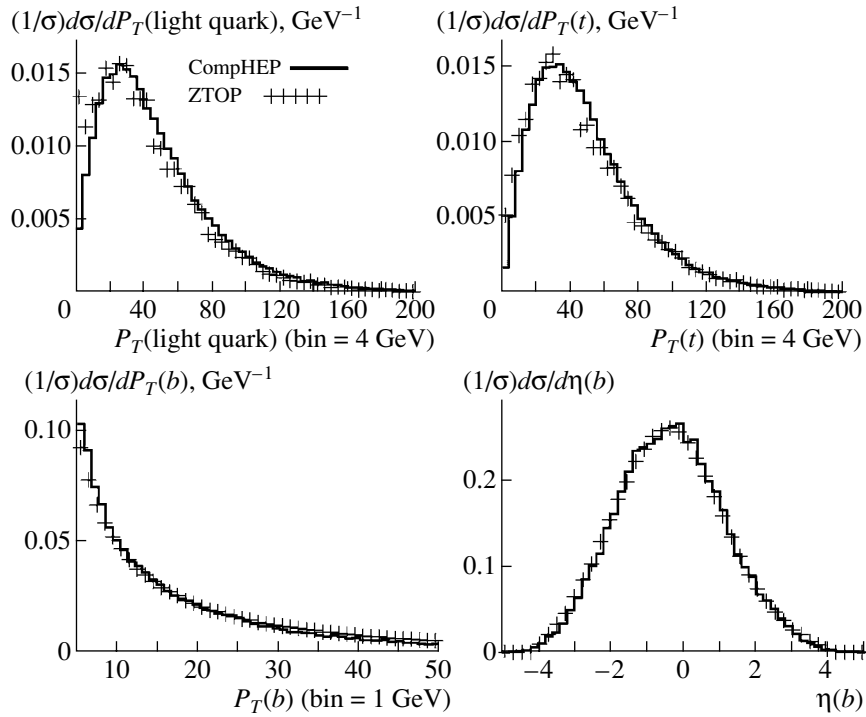 (1/σ)dσ/dP_T(light quark), GeV⁻¹
0.015
0.010
0.005
CompHEP
ZTOP
0 40 80 120 160 200
P_T(light quark) (bin = 4 GeV)
(1/σ)dσ/dP_T(t), GeV⁻¹
0.015
0.010
0.005
0 40 80 120 160 200
P_T(t) (bin = 4 GeV)
(1/σ)dσ/dP_T(b), GeV⁻¹
0.10
0.05
0
10 20 30 40 50
P_T(b) (bin = 1 GeV)
(1/σ)dσ/dη(b)
0.2
0.1
0
−4 −2 0 2 4
η(b)